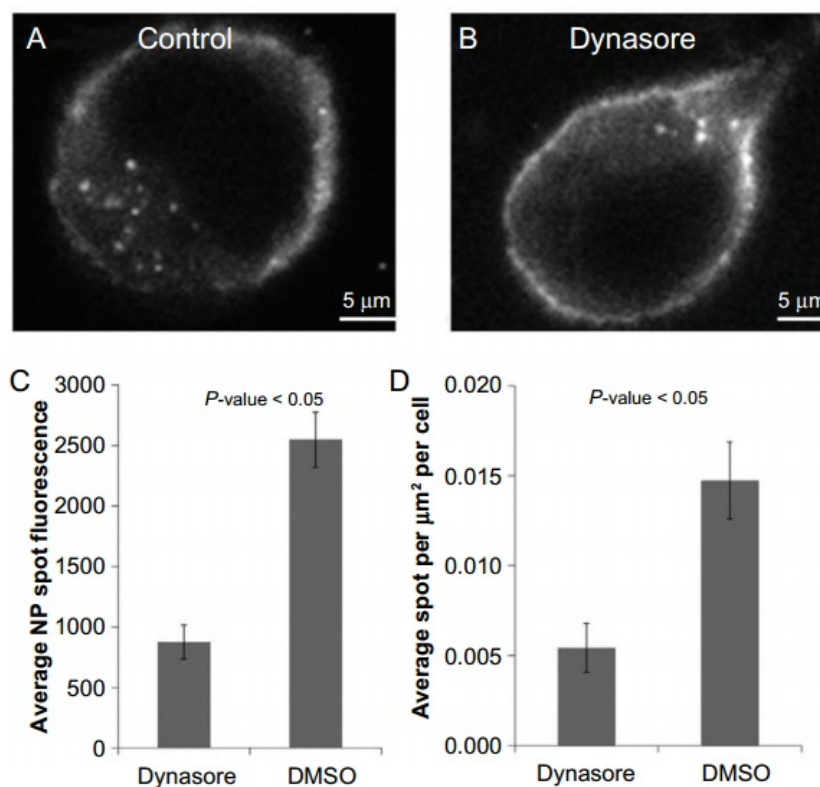 A Control
5 μm
B Dynasore
5 μm
C
P-value < 0.05
Average NP spot fluorescence
3000
2500
2000
1500
1000
500
0
Dynasore DMSO
D
P-value < 0.05
Average spot per μm² per cell
0.020
0.015
0.010
0.005
0.000
Dynasore DMSO